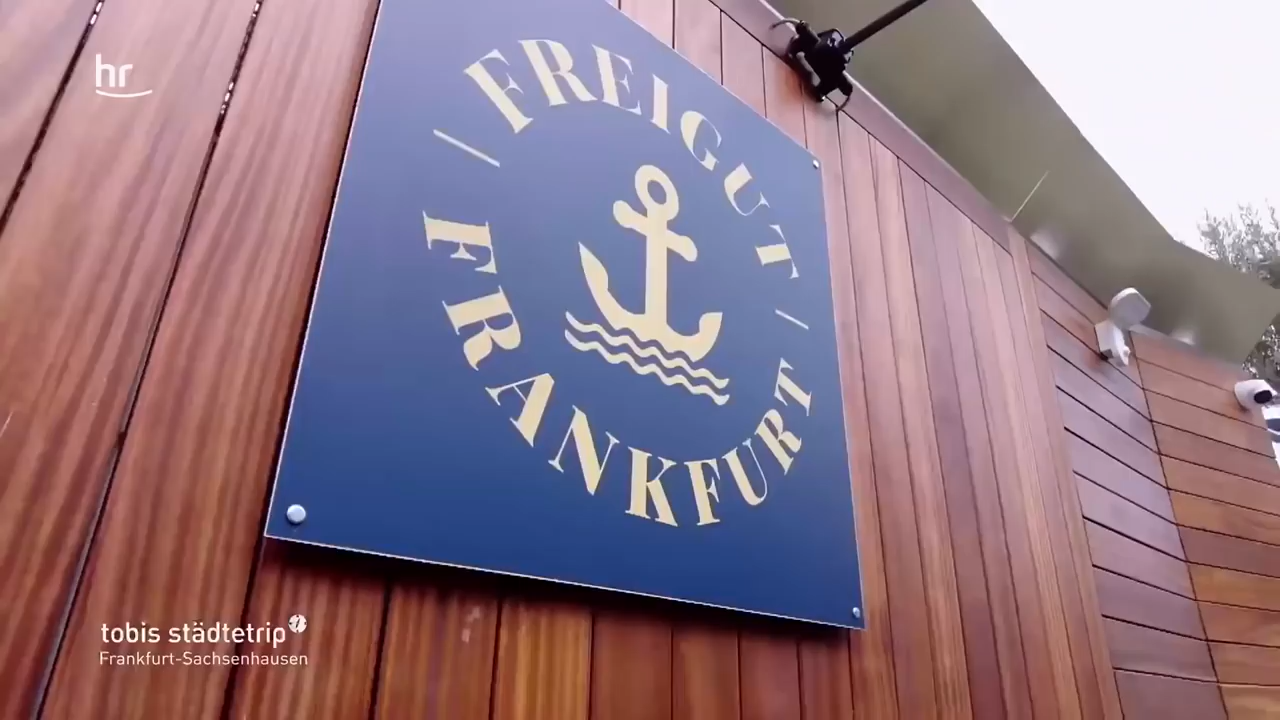 hr
FREIGUT
FRANKFURT
tobis städtetrip
Frankfurt-Sachsenhausen